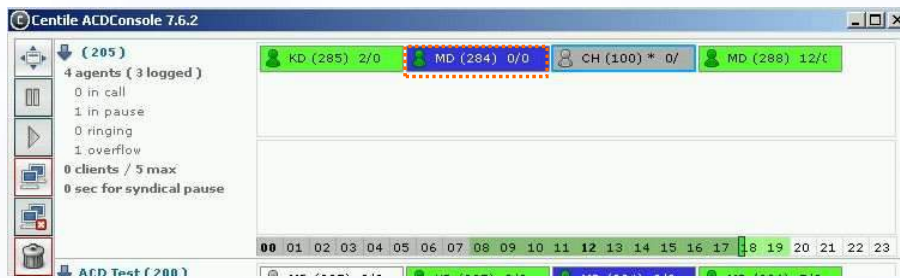 Centile ACDConsole 7.6.2
(205)
4 agents ( 3 logged )
0 in call
1 in pause
0 ringing
1 overflow
0 clients / 5 max
0 sec for syndical pause
KD (285) 2/0 MD (284) 0/0 CH (100) * 0/ MD (288) 12/(
00 01 02 03 04 05 06 07 08 09 10 11 12 13 14 15 16 17 18 19 20 21 22 23
ACD Test ( 200 )